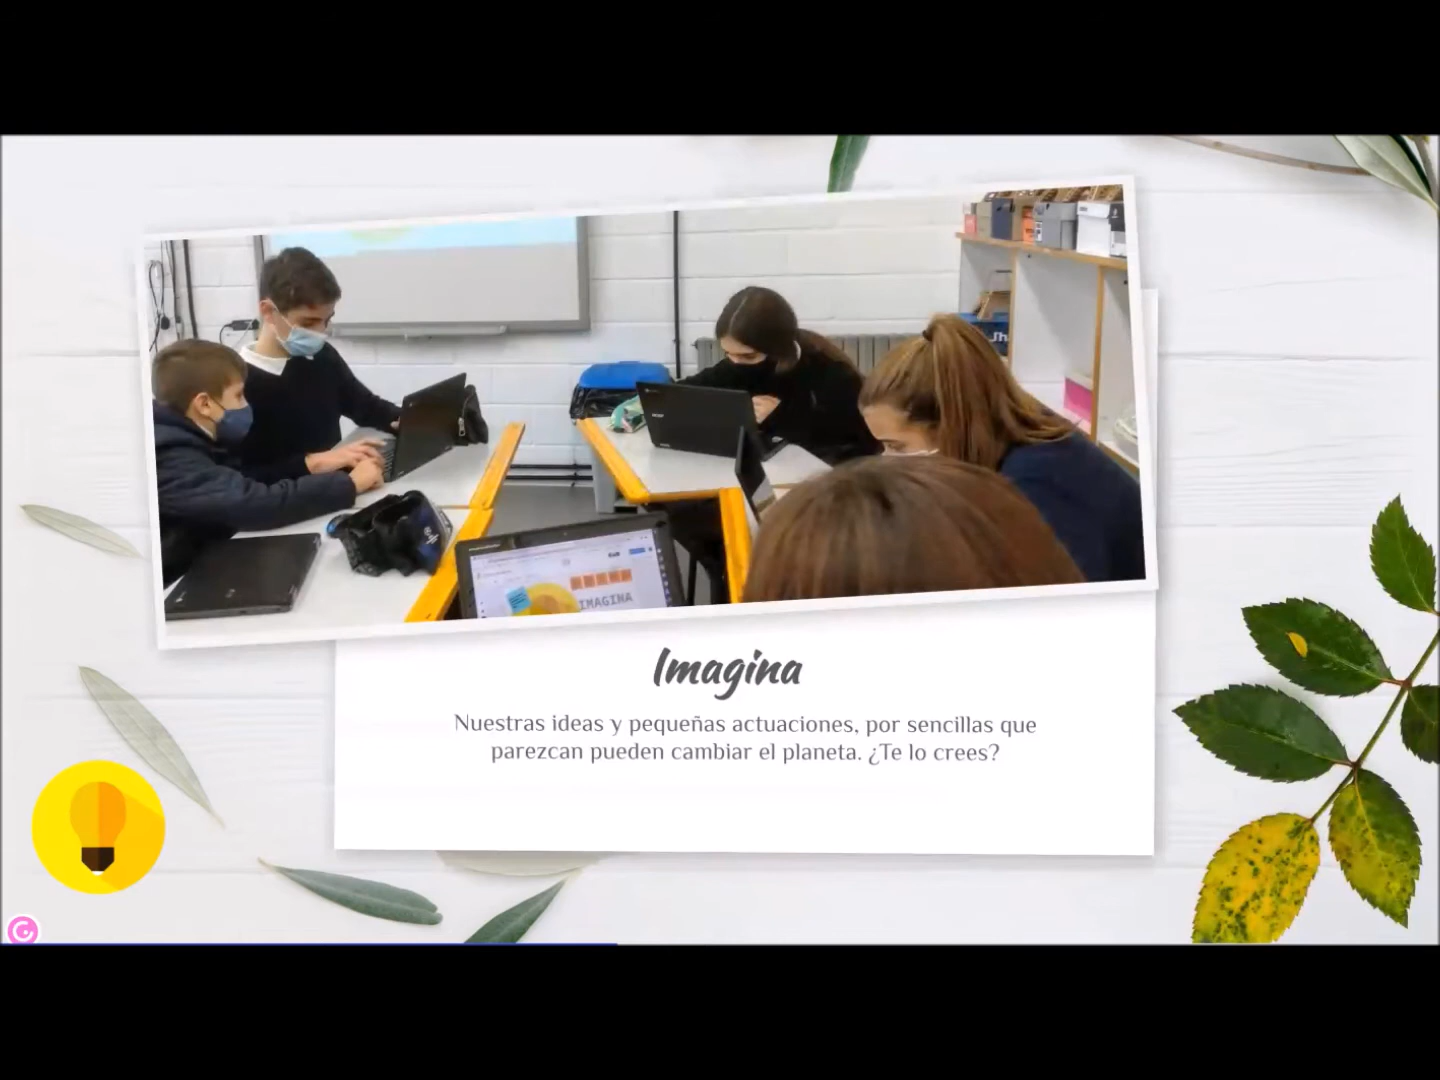 IMAGINA
Imagina
Nuestras ideas y pequeñas actuaciones, por sencillas que
parezcan pueden cambiar el planeta. ¿Te lo crees?